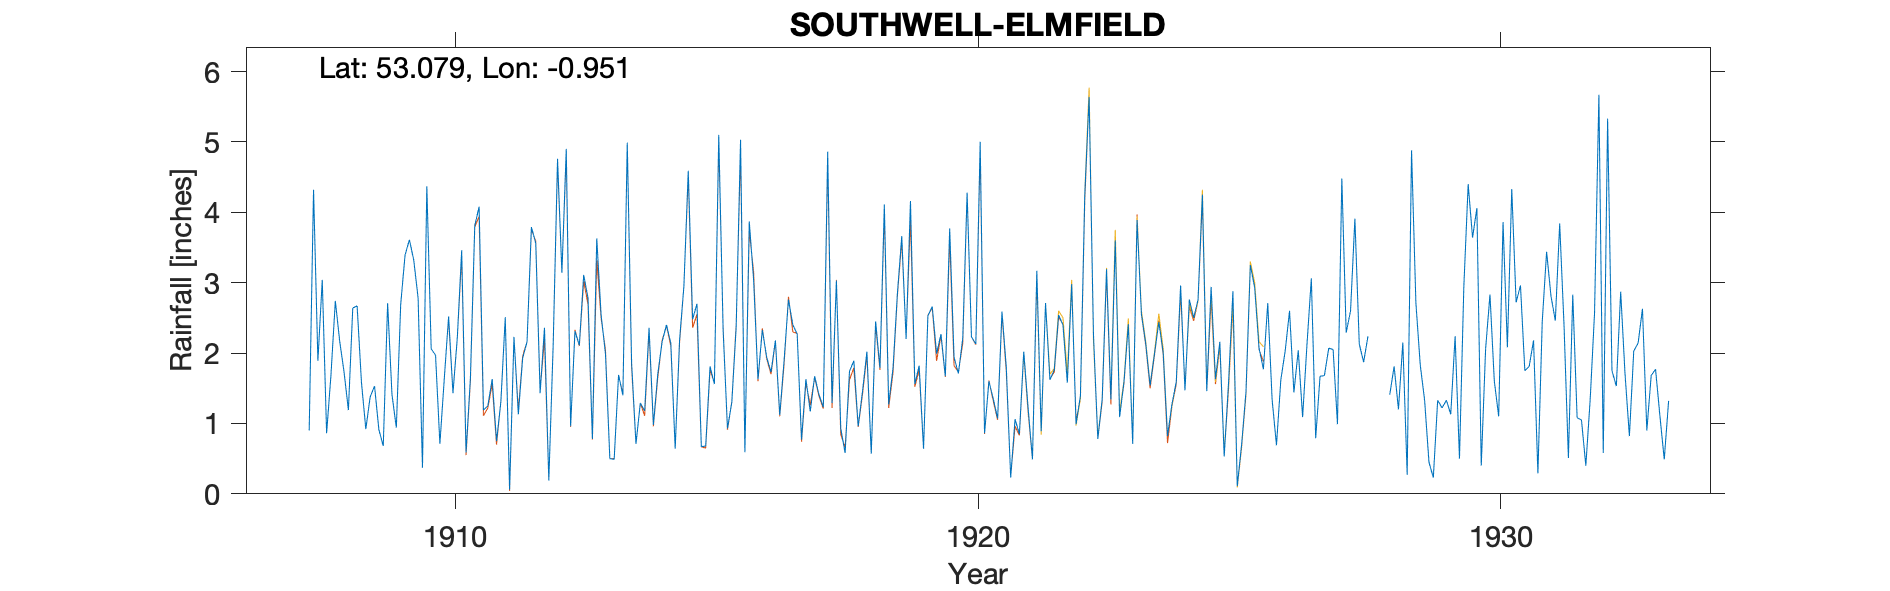 SOUTHWELL-ELMFIELD
Lat: 53.079, Lon: -0.951
6
5
4
3
2
1
0
Rainfall [inches]
1910 1920 1930
Year